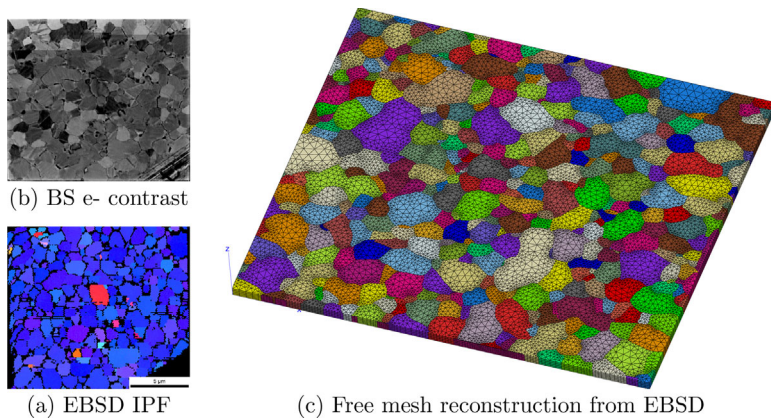 (b) BS e- contrast
5 µm
(a) EBSD IPF
z
x
(c) Free mesh reconstruction from EBSD